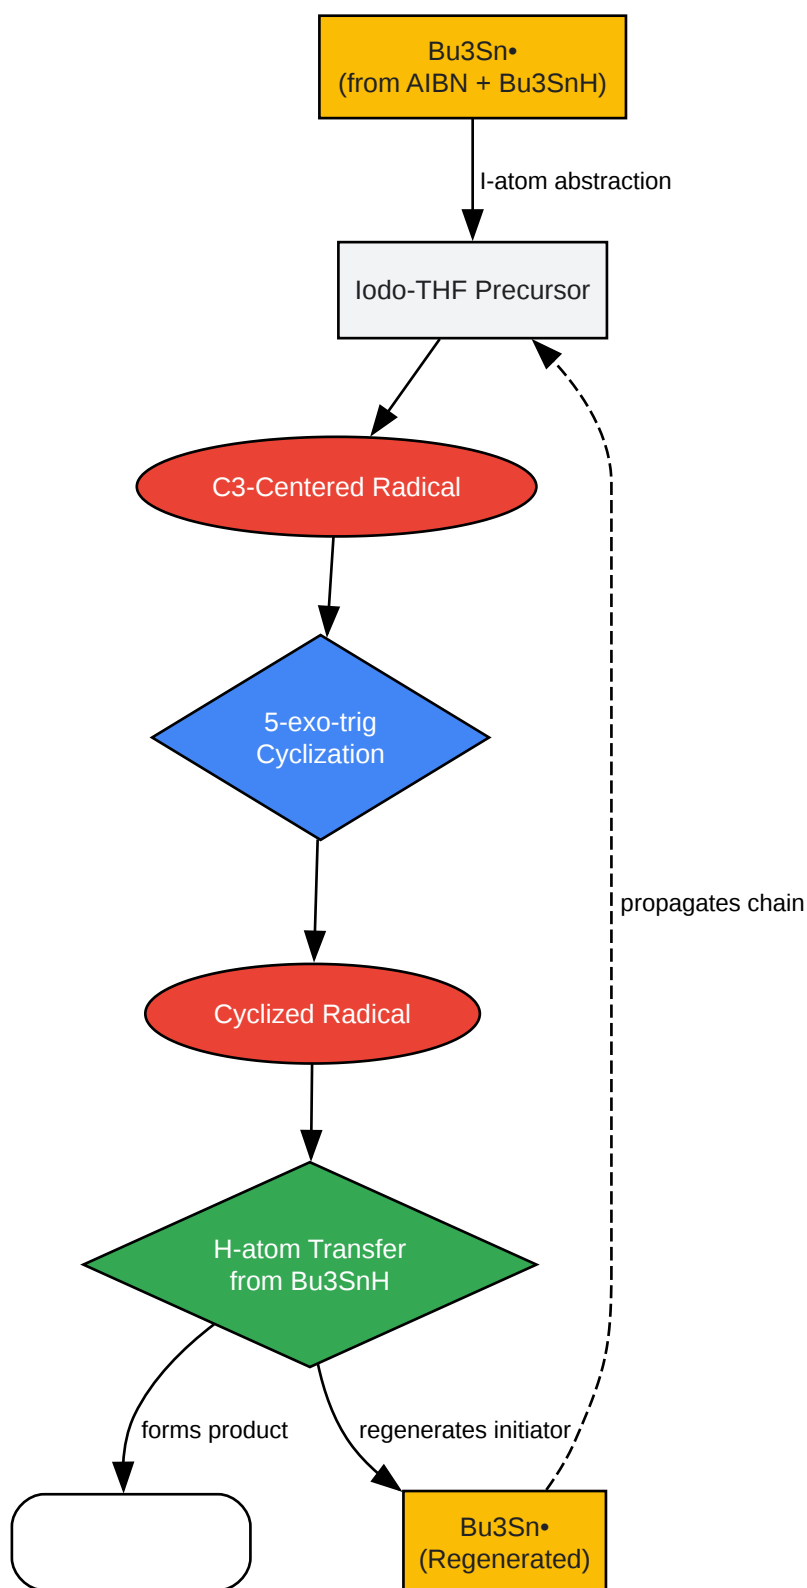 Bu3Sn•
(from AIBN + Bu3SnH)
I-atom abstraction
Iodo-THF Precursor
C3-Centered Radical
5-exo-trig
Cyclization
propagates chain
Cyclized Radical
H-atom Transfer
from Bu3SnH
forms product
regenerates initiator
Bu3Sn•
(Regenerated)